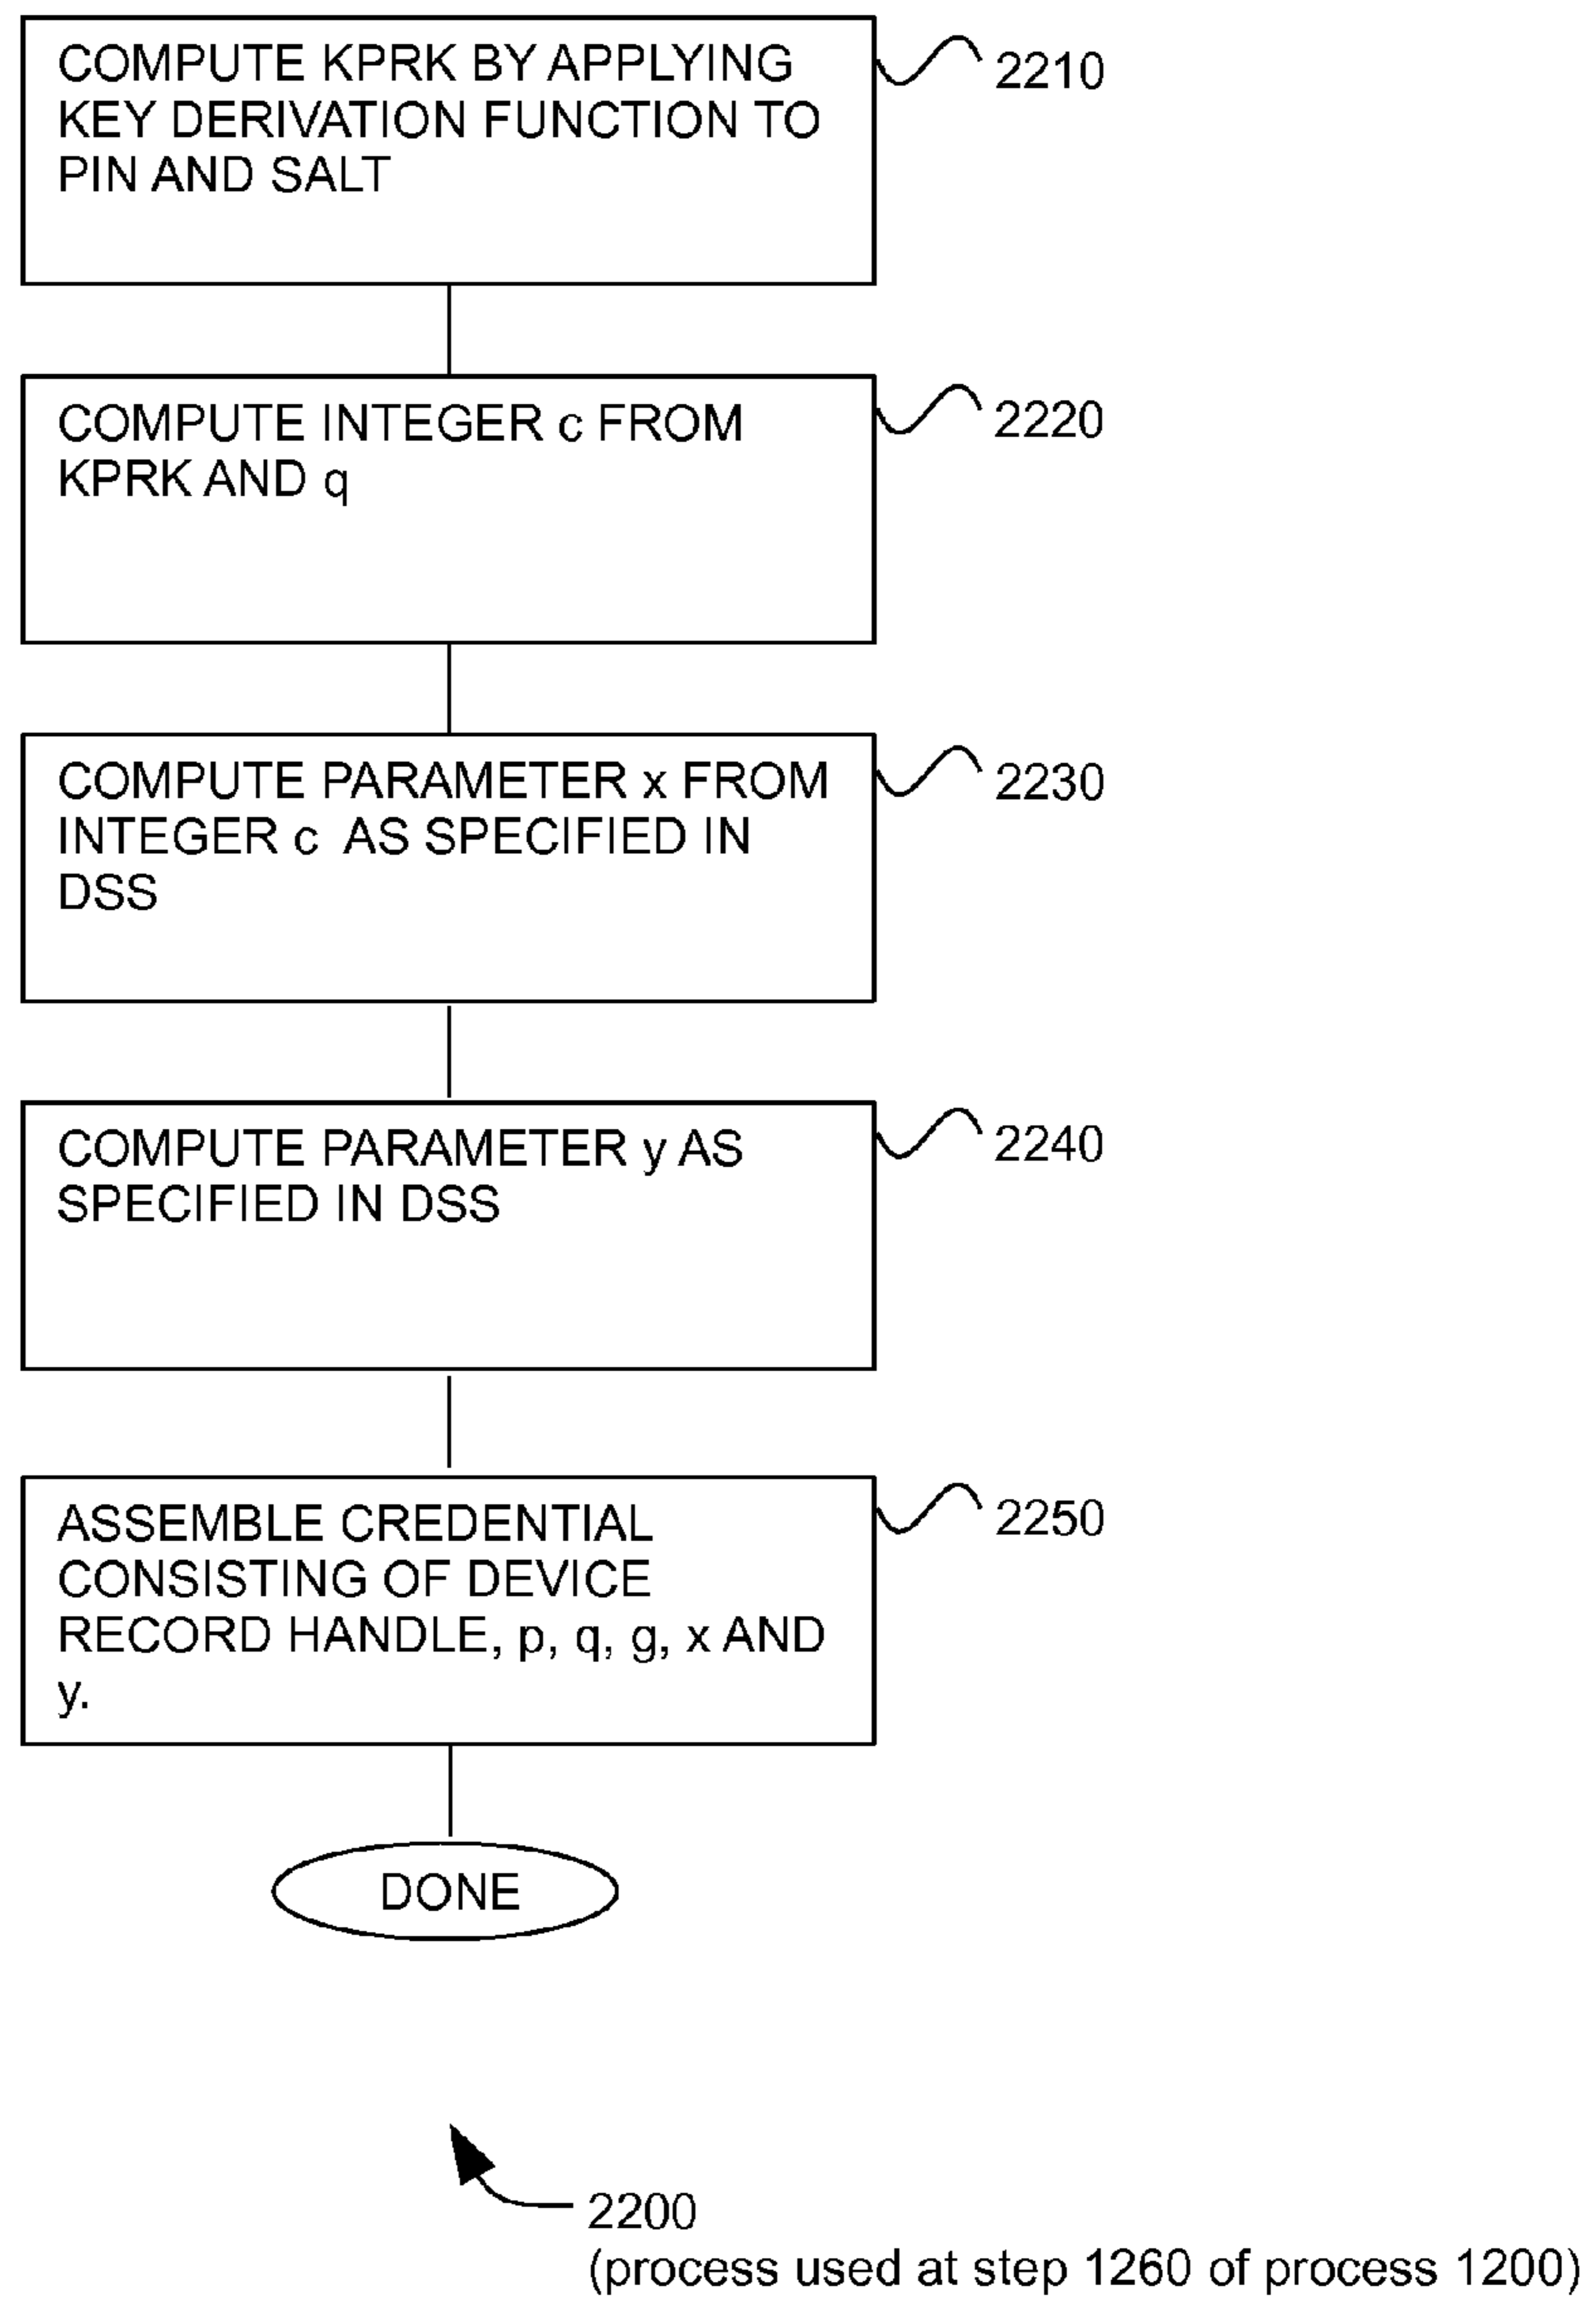 COMPUTE KPRK BY APPLYING
KEY DERIVATION FUNCTION TO
PIN AND SALT
2210
COMPUTE INTEGER c FROM
KPRK AND q
2220
COMPUTE PARAMETER x FROM
INTEGER c AS SPECIFIED IN
DSS
2230
COMPUTE PARAMETER y AS
SPECIFIED IN DSS
2240
ASSEMBLE CREDENTIAL
CONSISTING OF DEVICE
RECORD HANDLE, p, q, g, x AND
y.
2250
DONE
2200
(process used at step 1260 of process 1200)